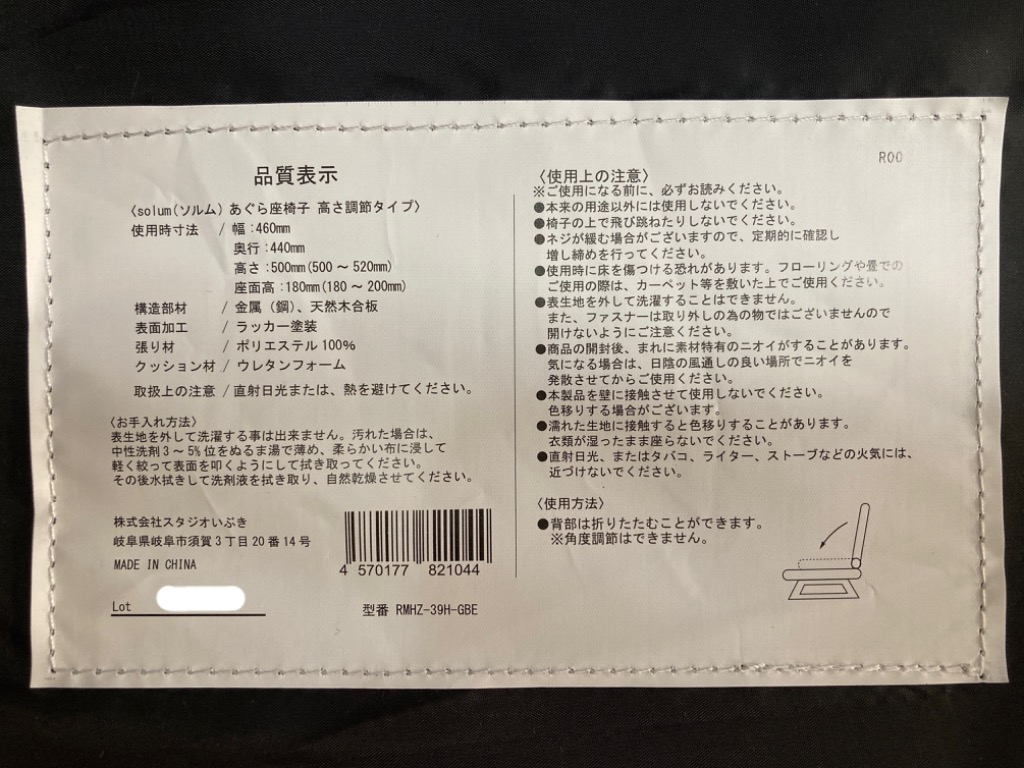 品質表示
〈solum(ソルム) あぐら座椅子 高さ調節タイプ〉
使用時寸法 / 幅:460mm
奥行:440mm
高さ:500mm(500 ~ 520mm)
座面高:180mm(180 ~ 200mm)
構造部材 / 金属(鋼)、天然木合板
表面加工 / ラッカー塗装
張り材 / ポリエステル100%
クッション材 / ウレタンフォーム
取扱上の注意 / 直射日光または、熱を避けてください。
〈お手入れ方法〉
表生地を外して洗濯する事は出来ません。汚れた場合は、
中性洗剤3~5%位をぬるま湯で薄め、柔らかい布に浸して
軽く絞って表面を叩くようにして拭き取ってください。
その後水拭きして洗剤液を拭き取り、自然乾燥させてください。
株式会社スタジオいぶき
岐阜県岐阜市須賀3丁目20番14号
MADE IN CHINA
4 570177 821044
Lot
型番 RMHZ-39H-GBE
R00
〈使用上の注意〉
※ご使用になる前に、必ずお読みください。
●本来の用途以外には使用しないでください。
●椅子の上で飛び跳ねたりしないでください。
●ネジが緩む場合がございますので、定期的に確認し
増し締めを行ってください。
●使用時に床を傷つける恐れがあります。フローリングや畳での
ご使用の際は、カーペット等を敷いた上でご使用ください。
●表生地を外して洗濯することはできません。
また、ファスナーは取り外しの為の物ではございませんので
開けないようにご注意ください。
●商品の開封後、まれに素材特有のニオイがすることがあります。
気になる場合は、日陰の風通しの良い場所でニオイを
発散させてからご使用ください。
●本製品を壁に接触させて使用しないでください。
色移りする場合がございます。
●濡れた生地に接触すると色移りすることがあります。
衣類が湿ったまま座らないでください。
●直射日光、またはタバコ、ライター、ストーブなどの火気には、
近づけないでください。
〈使用方法〉
●背部は折りたたむことができます。
※角度調節はできません。